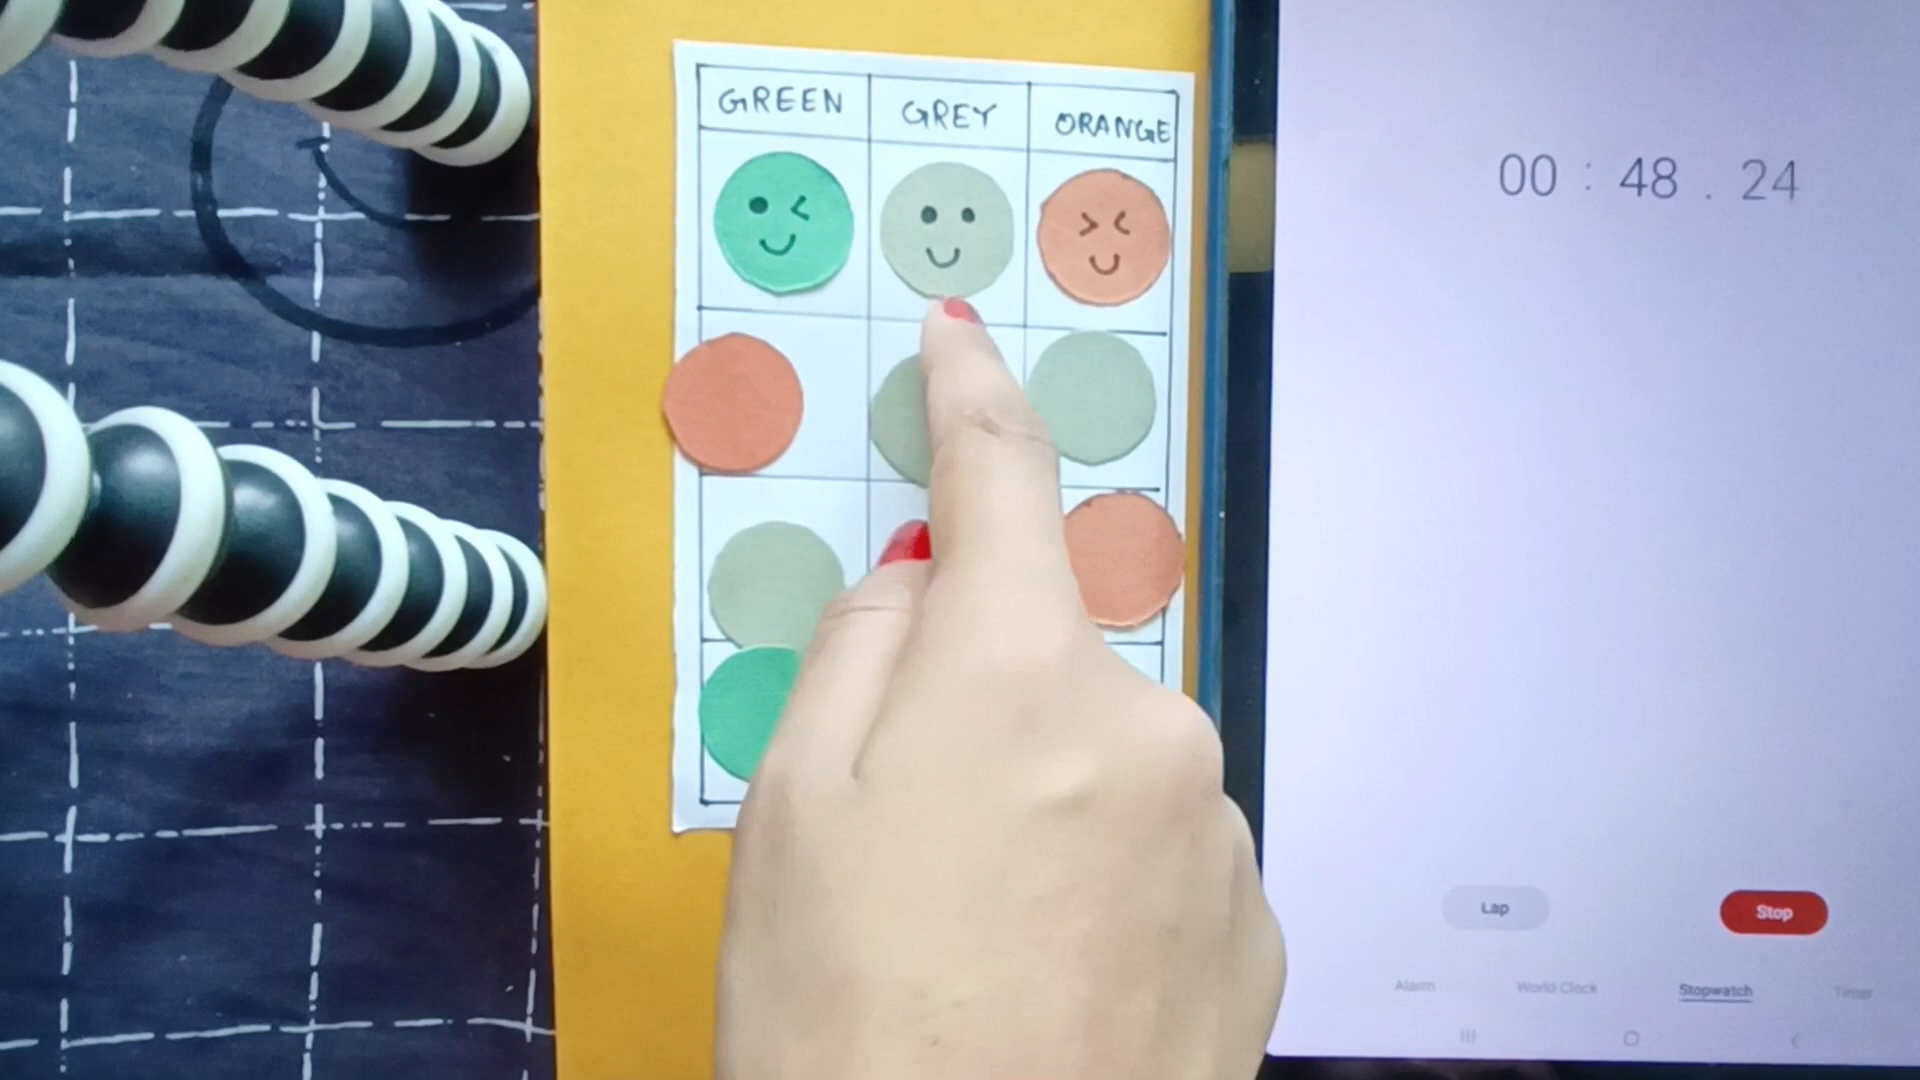 GREEN GREY ORANGE
00 : 48 . 24
Lap Stop
Alarm World Clock Stopwatch Timer